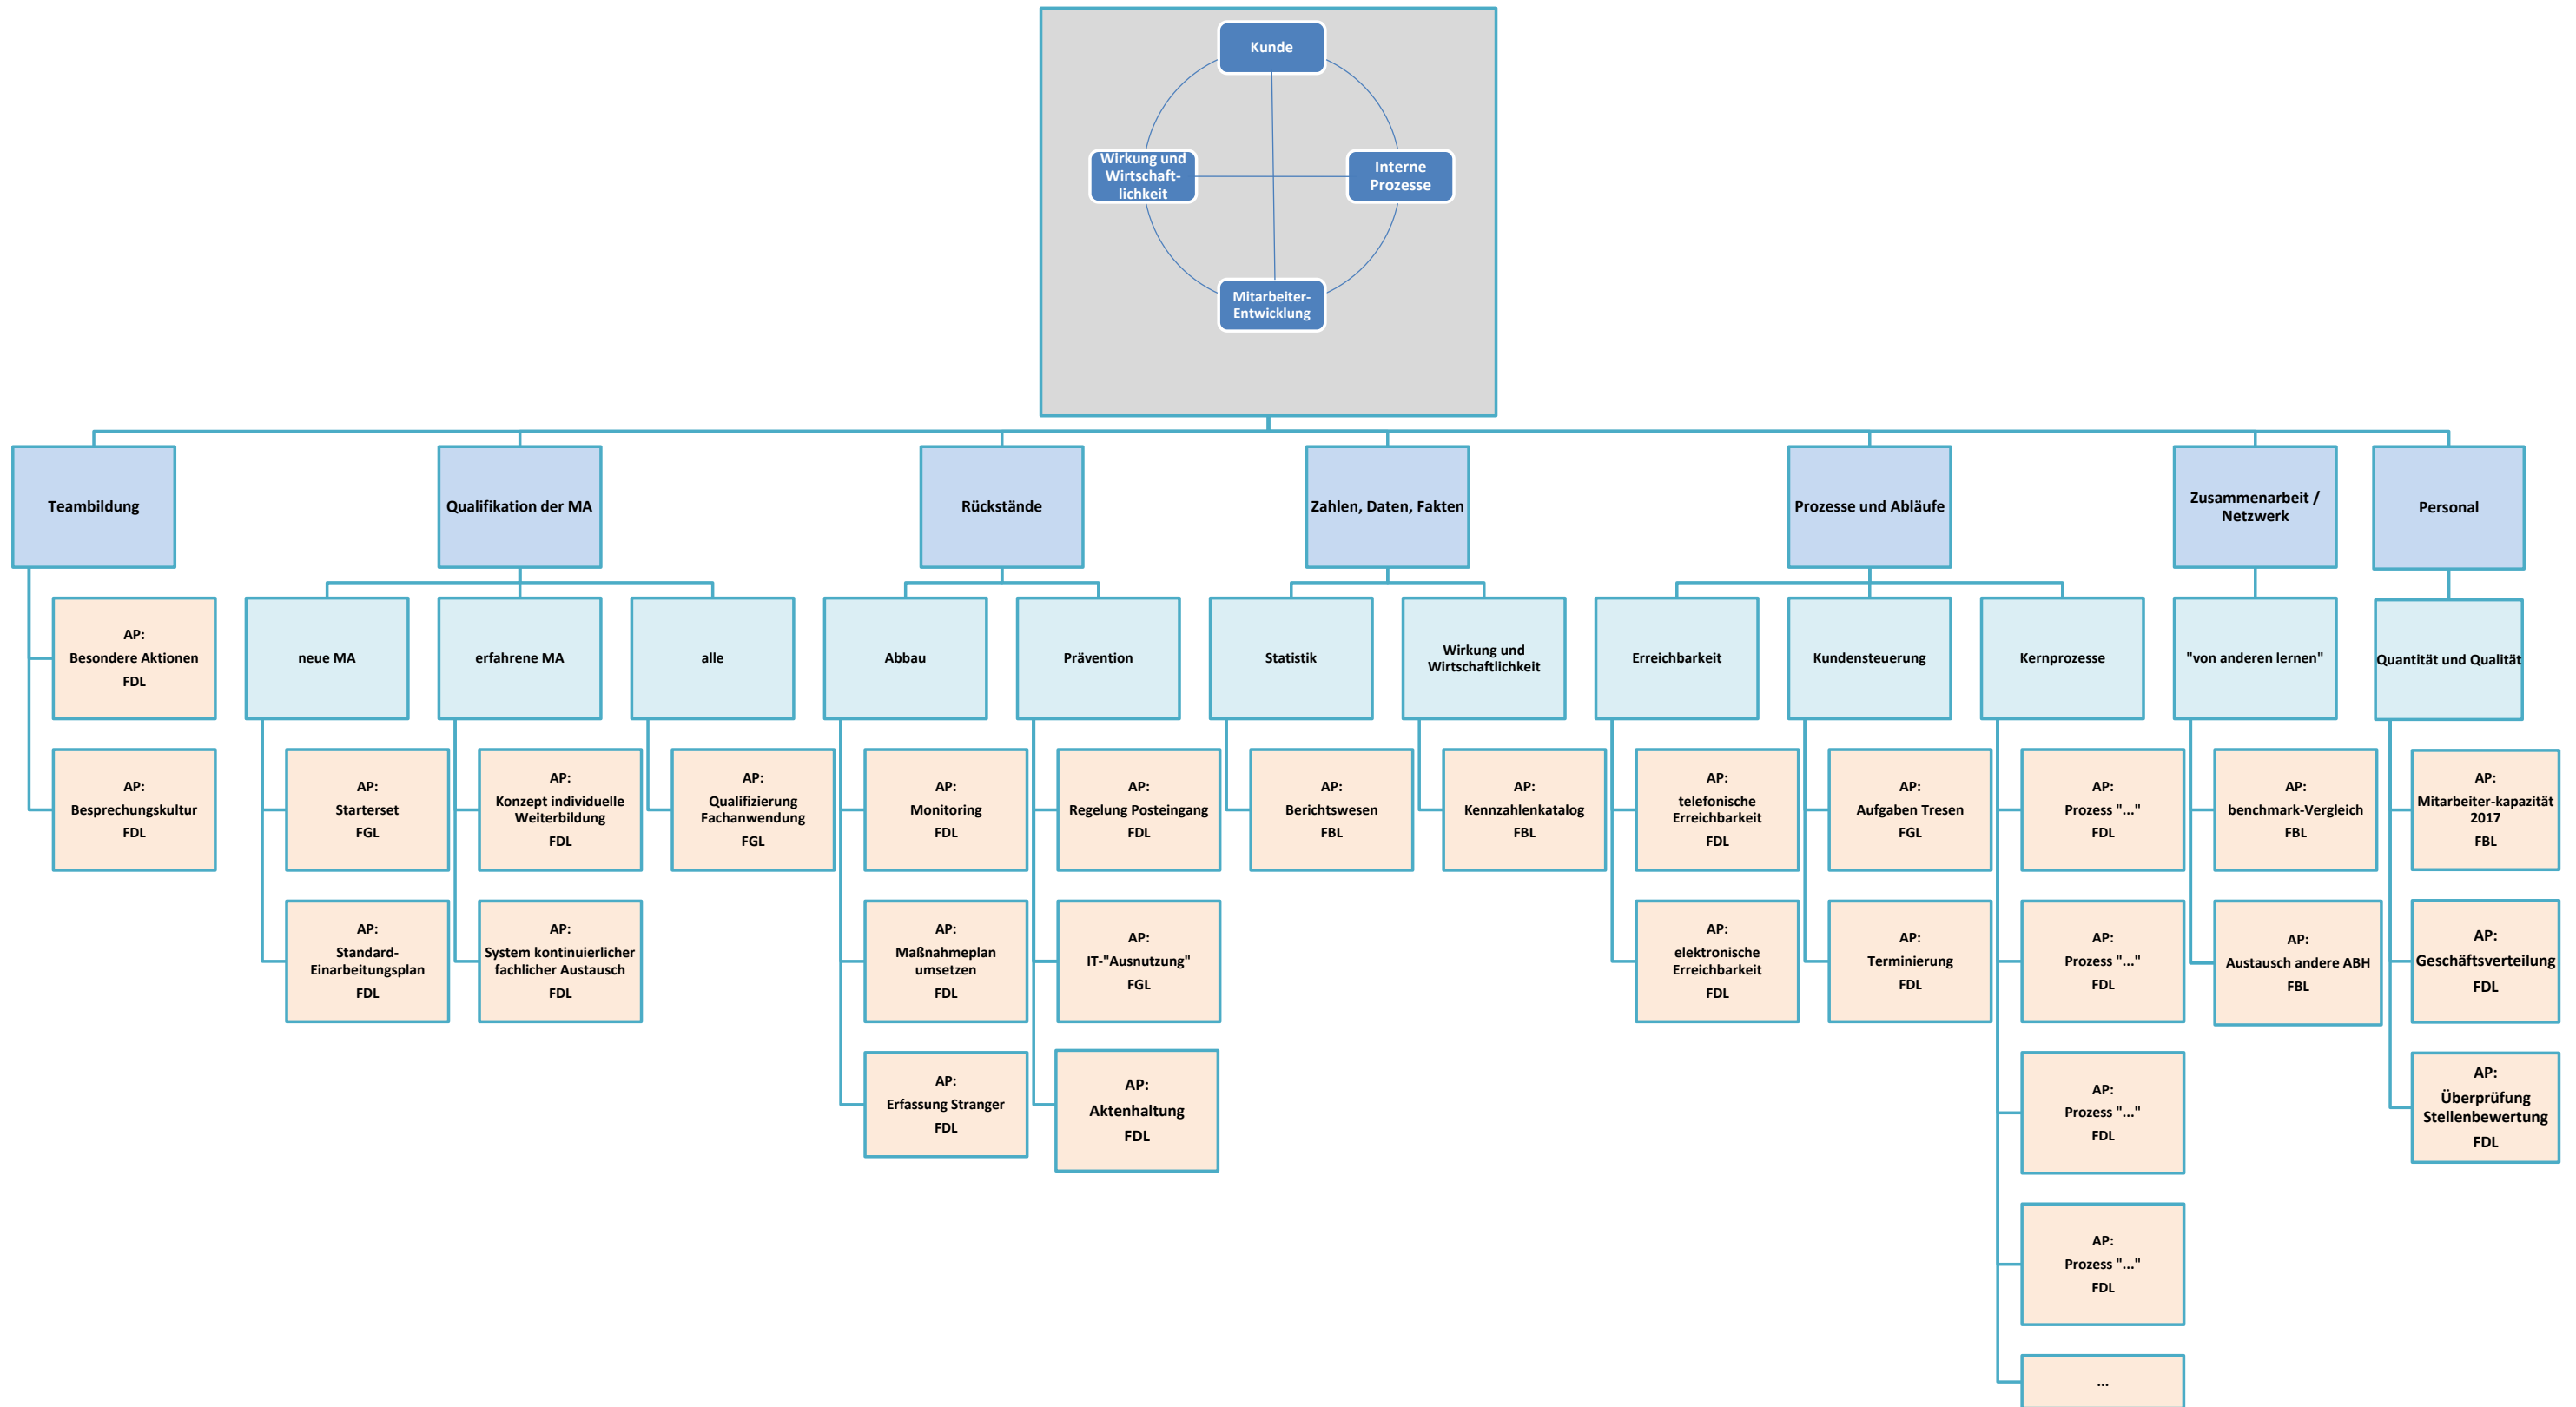 Kunde
Wirkung und
Wirtschaft-
lichkeit
Interne
Prozesse
Mitarbeiter-
Entwicklung
Teambildung
Qualifikation der MA
Rückstände
Zahlen, Daten, Fakten
Prozesse und Abläufe
Zusammenarbeit /
Netzwerk
Personal
AP:
Besondere Aktionen
FDL
neue MA
erfahrene MA
alle
Abbau
Prävention
Statistik
Wirkung und
Wirtschaftlichkeit
Erreichbarkeit
Kundensteuerung
Kernprozesse
"von anderen lernen"
Quantität und Qualität
AP:
Besprechungskultur
FDL
AP:
Starterset
FGL
AP:
Konzept individuelle
Weiterbildung
FDL
AP:
Qualifizierung
Fachanwendung
FGL
AP:
Monitoring
FDL
AP:
Regelung Posteingang
FDL
AP:
Berichtswesen
FBL
AP:
Kennzahlenkatalog
FBL
AP:
telefonische
Erreichbarkeit
FDL
AP:
Aufgaben Tresen
FGL
AP:
Prozess "..."
FDL
AP:
benchmark-Vergleich
FBL
AP:
Mitarbeiter-kapazität
2017
FBL
AP:
Standard-
Einarbeitungsplan
FDL
AP:
System kontinuierlicher
fachlicher Austausch
FDL
AP:
Maßnahmeplan
umsetzen
FDL
AP:
IT-"Ausnutzung"
FGL
AP:
elektronische
Erreichbarkeit
FDL
AP:
Terminierung
FDL
AP:
Prozess "..."
FDL
AP:
Austausch andere ABH
FBL
AP:
Geschäftsverteilung
FDL
AP:
Erfassung Stranger
FDL
AP:
Aktenhaltung
FDL
AP:
Prozess "..."
FDL
AP:
Überprüfung
Stellenbewertung
FDL
AP:
Prozess "..."
FDL
...